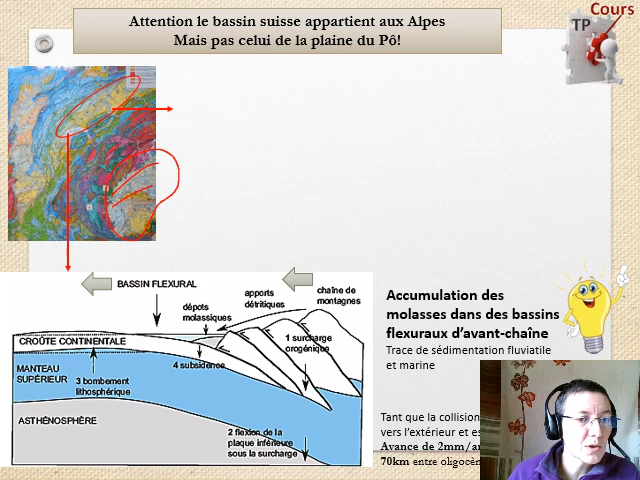 Attention le bassin suisse appartient aux Alpes
Mais pas celui de la plaine du Pô!
Cours
TP
BASSIN FLEXURAL
dépôts
molassiques
apports
détritiques
chaîne de
montagnes
CROÛTE CONTINENTALE
1 surcharge
orogénique
MANTEAU
SUPÉRIEUR
4 subsidence
3 bombement
lithosphérique
ASTHÉNOSPHÈRE
2 flexion de la
plaque inférieure
sous la surcharge
Accumulation des
molasses dans des bassins
flexuraux d'avant-chaîne
Trace de sédimentation fluviatile
et marine
Tant que la collision
vers l'extérieur et
Avance de 2mm/an
70km entre